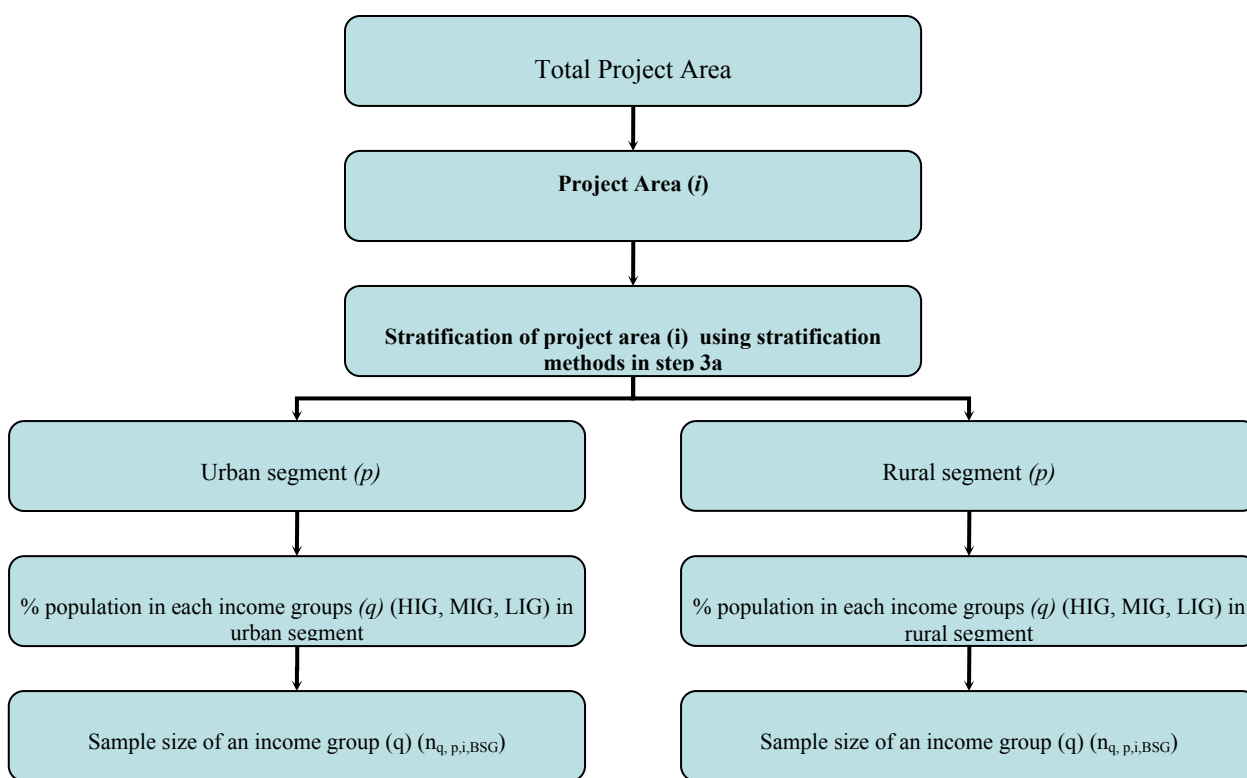 Total Project Area
Project Area (i)
Stratification of project area (i) using stratification
methods in step 3a
Urban segment (p)
Rural segment (p)
% population in each income groups (q) (HIG, MIG, LIG) in
urban segment
% population in each income groups (q) (HIG, MIG, LIG) in
rural segment
Sample size of an income group (q) (nq, p,i,BSG)
Sample size of an income group (q) (nq, p,i,BSG)